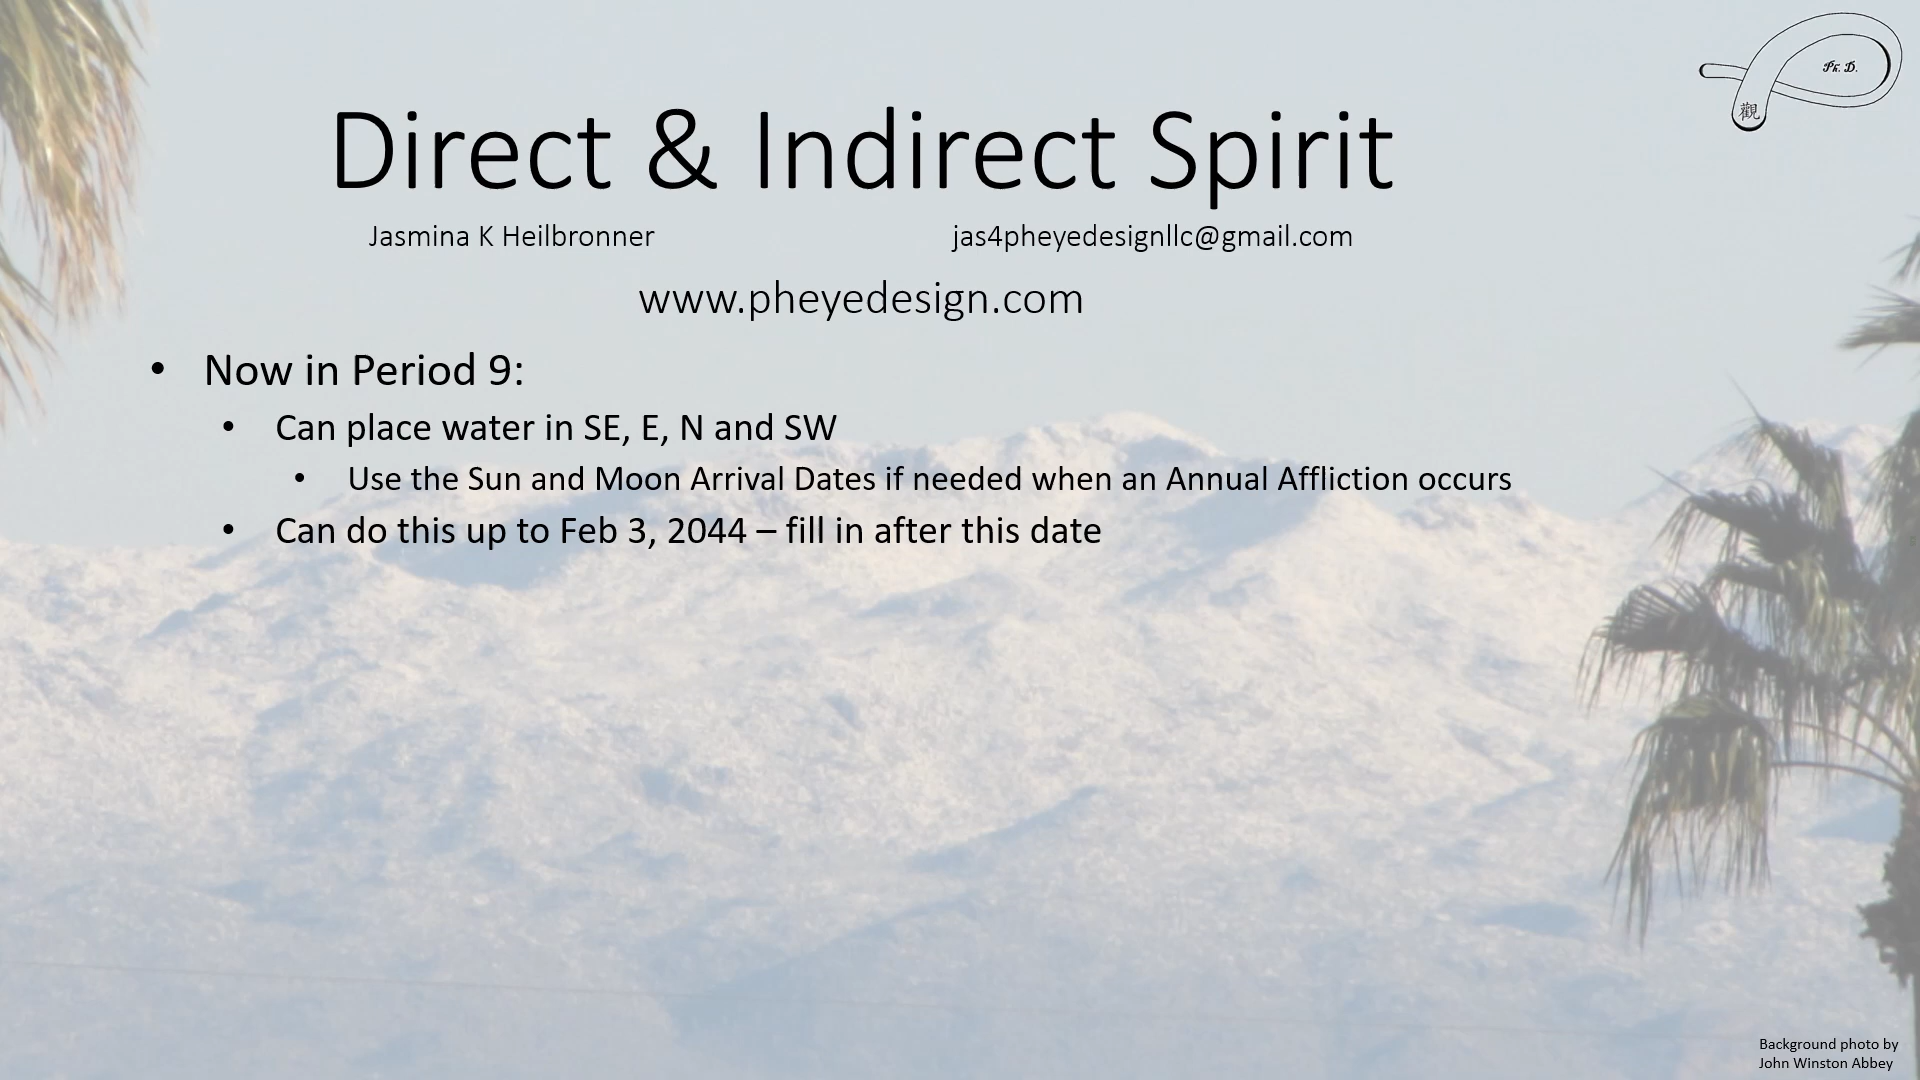 Ph. D.
觀
Direct & Indirect Spirit
Jasmina K Heilbronner jas4pheyedesignllc@gmail.com
www.pheyedesign.com
• Now in Period 9:
• Can place water in SE, E, N and SW
• Use the Sun and Moon Arrival Dates if needed when an Annual Affliction occurs
• Can do this up to Feb 3, 2044 – fill in after this date
Background photo by
John Winston Abbey